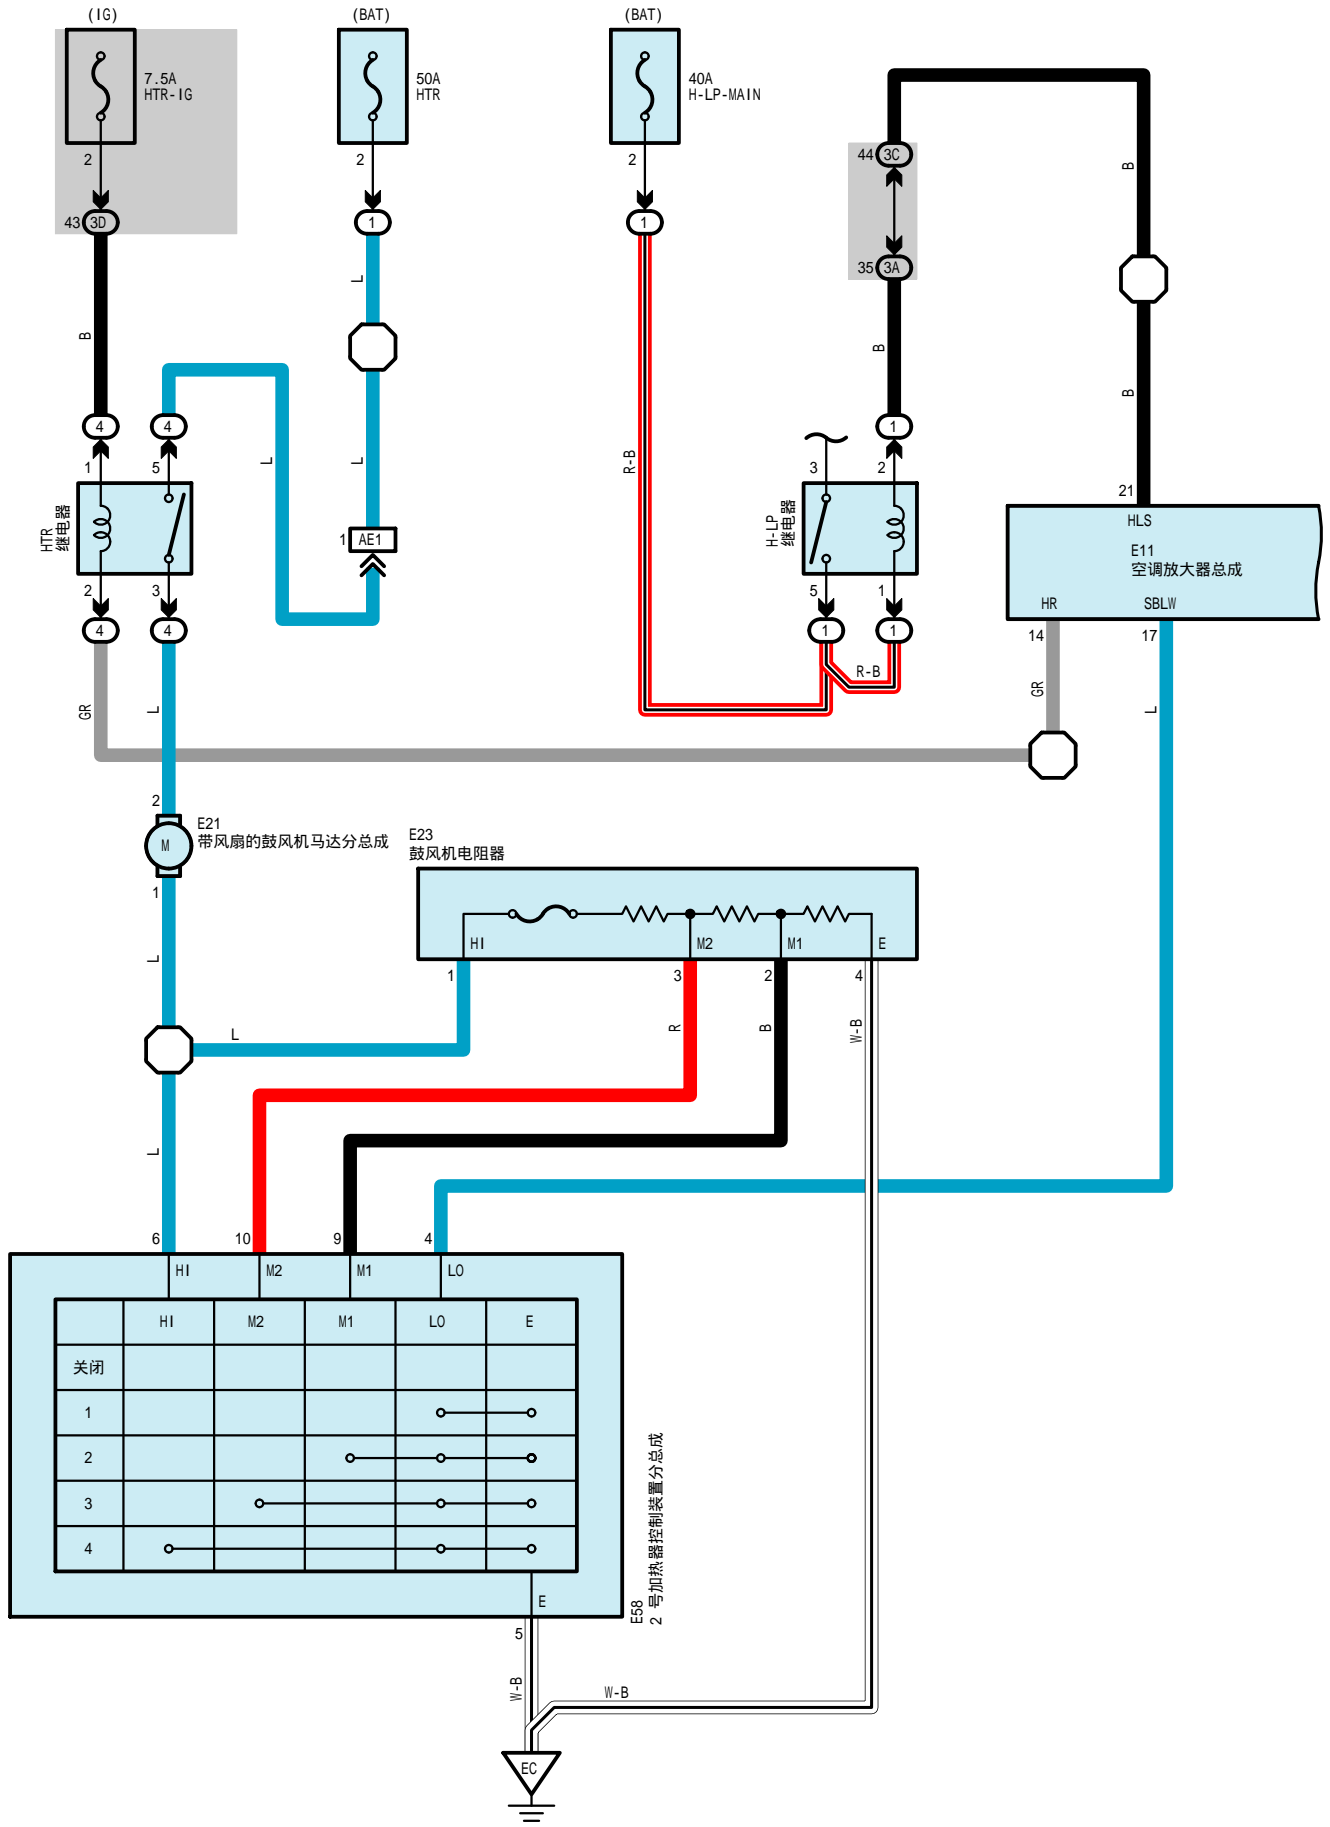 (IG)
(BAT)
(BAT)
7.5A
HTR-IG
50A
HTR
40A
H-LP-MAIN
2
2
2
44
3C
B
43
3D
1
1
35
3A
L
B
B
B
4
4
L
L
R-B
1
1
5
3
2
21
HTR
继电器
1
AE1
H-LP
继电器
HLS
E11
空调放大器总成
HR
SBLW
2
3
5
1
4
4
1
1
14
17
GR
L
R-B
GR
L
2
E21
带风扇的鼓风机马达分总成
M
E23
鼓风机电阻器
1
HI
M2
M1
E
1
3
2
4
L
L
R
B
W-B
L
6
10
9
4
HI
M2
M1
LO
HI
M2
M1
LO
E
关闭
1
2
3
4
E
E58
2 号加热器控制装置分总成
5
W-B
W-B
EC